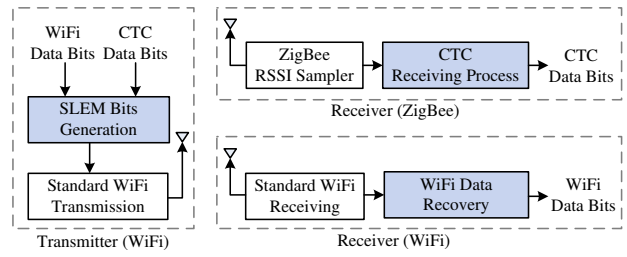 WiFi
Data Bits
CTC
Data Bits
SLEM Bits
Generation
Standard WiFi
Transmission
Transmitter (WiFi)
ZigBee
RSSI Sampler
CTC
Receiving Process
CTC
Data Bits
Receiver (ZigBee)
Standard WiFi
Receiving
WiFi Data
Recovery
WiFi
Data Bits
Receiver (WiFi)